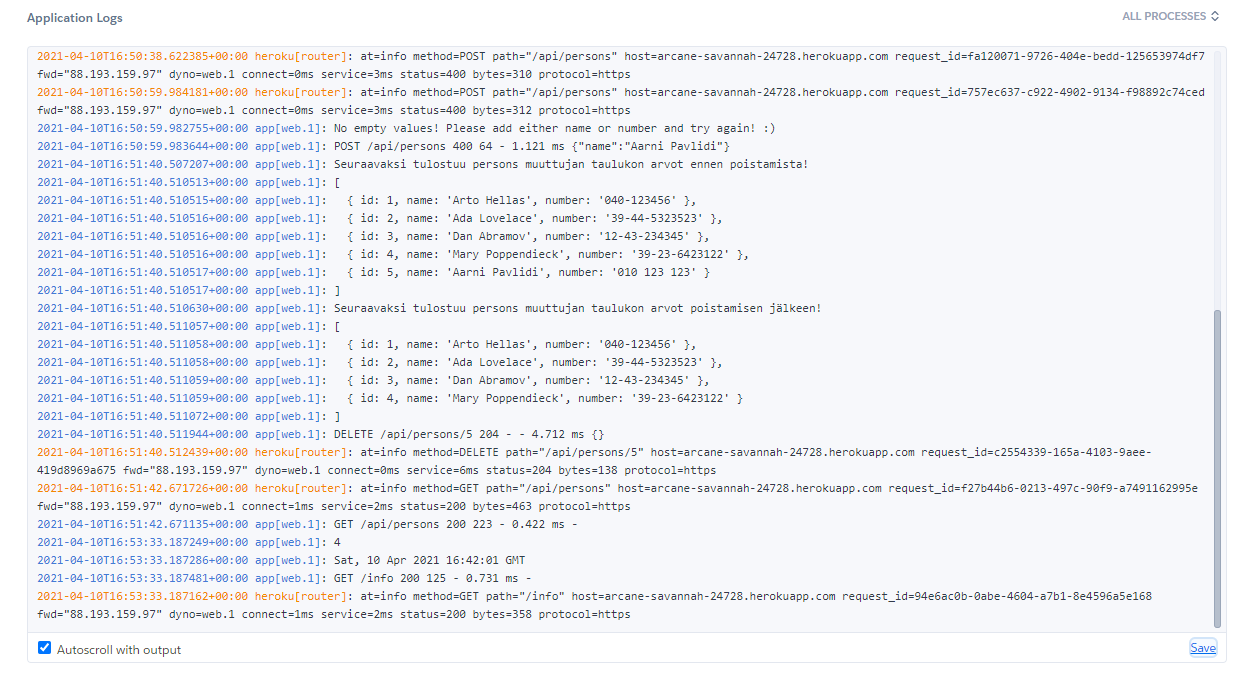 Application Logs
ALL PROCESSES
2021-04-10T16:50:38.622385+00:00 heroku[router]: at=info method=POST path="/api/persons" host=arcane-savannah-24728.herokuapp.com request_id=fa120071-9726-404e-bedd-125653974df7
fwd="88.193.159.97" dyno=web.1 connect=0ms service=3ms status=400 bytes=310 protocol=https
2021-04-10T16:50:59.984181+00:00 heroku[router]: at=info method=POST path="/api/persons" host=arcane-savannah-24728.herokuapp.com request_id=757ec637-c922-4902-9134-f98892c74ced
fwd="88.193.159.97" dyno=web.1 connect=0ms service=3ms status=400 bytes=312 protocol=https
2021-04-10T16:50:59.982755+00:00 app[web.1]: No empty values! Please add either name or number and try again! :)
2021-04-10T16:50:59.983644+00:00 app[web.1]: POST /api/persons 400 64 - 1.121 ms {"name":"Aarni Pavlidi"}
2021-04-10T16:51:40.507207+00:00 app[web.1]: Seuraavaksi tulostuu persons muuttujan taulukon arvot ennen poistamista!
2021-04-10T16:51:40.510513+00:00 app[web.1]: [
2021-04-10T16:51:40.510515+00:00 app[web.1]: { id: 1, name: 'Arto Hellas', number: '040-123456' },
2021-04-10T16:51:40.510516+00:00 app[web.1]: { id: 2, name: 'Ada Lovelace', number: '39-44-5323523' },
2021-04-10T16:51:40.510516+00:00 app[web.1]: { id: 3, name: 'Dan Abramov', number: '12-43-234345' },
2021-04-10T16:51:40.510516+00:00 app[web.1]: { id: 4, name: 'Mary Poppendieck', number: '39-23-6423122' },
2021-04-10T16:51:40.510517+00:00 app[web.1]: { id: 5, name: 'Aarni Pavlidi', number: '010 123 123' }
2021-04-10T16:51:40.510517+00:00 app[web.1]: ]
2021-04-10T16:51:40.510630+00:00 app[web.1]: Seuraavaksi tulostuu persons muuttujan taulukon arvot poistamisen jälkeen!
2021-04-10T16:51:40.511057+00:00 app[web.1]: [
2021-04-10T16:51:40.511058+00:00 app[web.1]: { id: 1, name: 'Arto Hellas', number: '040-123456' },
2021-04-10T16:51:40.511058+00:00 app[web.1]: { id: 2, name: 'Ada Lovelace', number: '39-44-5323523' },
2021-04-10T16:51:40.511059+00:00 app[web.1]: { id: 3, name: 'Dan Abramov', number: '12-43-234345' },
2021-04-10T16:51:40.511059+00:00 app[web.1]: { id: 4, name: 'Mary Poppendieck', number: '39-23-6423122' }
2021-04-10T16:51:40.511072+00:00 app[web.1]: ]
2021-04-10T16:51:40.511944+00:00 app[web.1]: DELETE /api/persons/5 204 - - 4.712 ms {}
2021-04-10T16:51:40.512439+00:00 heroku[router]: at=info method=DELETE path="/api/persons/5" host=arcane-savannah-24728.herokuapp.com request_id=c2554339-165a-4103-9aee-
419d8969a675 fwd="88.193.159.97" dyno=web.1 connect=0ms service=6ms status=204 bytes=138 protocol=https
2021-04-10T16:51:42.671726+00:00 heroku[router]: at=info method=GET path="/api/persons" host=arcane-savannah-24728.herokuapp.com request_id=f27b44b6-0213-497c-90f9-a7491162995e
fwd="88.193.159.97" dyno=web.1 connect=1ms service=2ms status=200 bytes=463 protocol=https
2021-04-10T16:51:42.671135+00:00 app[web.1]: GET /api/persons 200 223 - 0.422 ms -
2021-04-10T16:53:33.187249+00:00 app[web.1]: 4
2021-04-10T16:53:33.187286+00:00 app[web.1]: Sat, 10 Apr 2021 16:42:01 GMT
2021-04-10T16:53:33.187481+00:00 app[web.1]: GET /info 200 125 - 0.731 ms -
2021-04-10T16:53:33.187162+00:00 heroku[router]: at=info method=GET path="/info" host=arcane-savannah-24728.herokuapp.com request_id=94e6ac0b-0abe-4604-a7b1-8e4596a5e168
fwd="88.193.159.97" dyno=web.1 connect=1ms service=2ms status=200 bytes=358 protocol=https
Autoscroll with output
Save